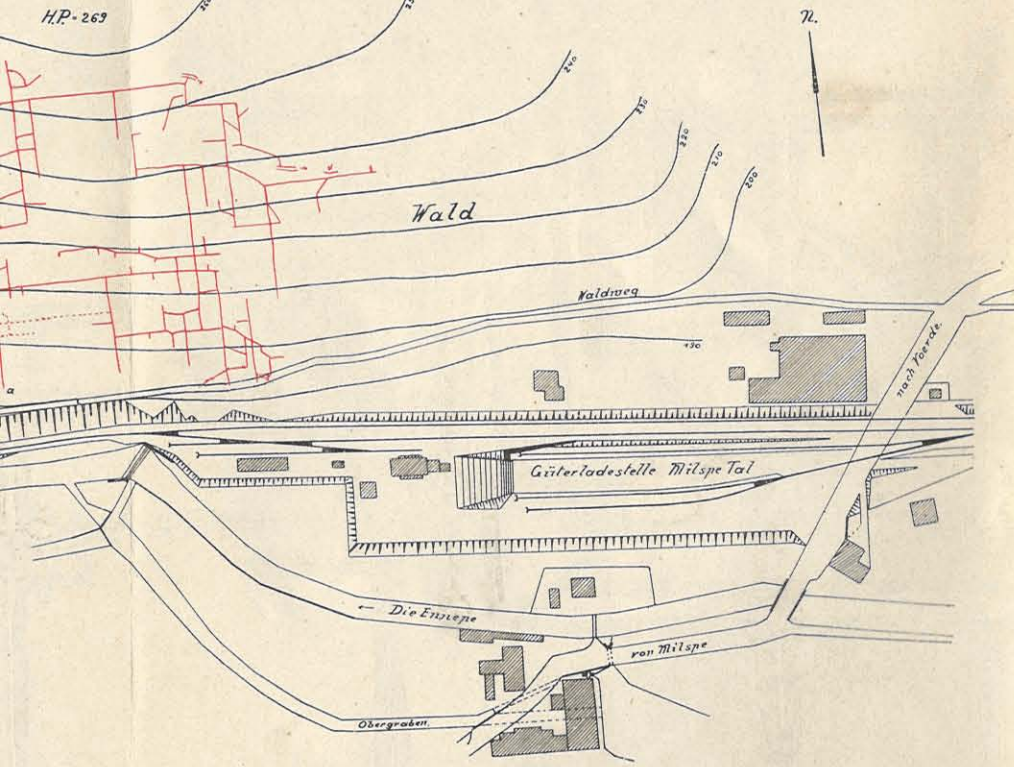 H.P.=269
N.
240
230
220
210
200
Wald
Waldweg
190
nach Voerde.
a
Güterladestelle Milspe Tal
← Die Ennepe
von Milspe
Obergraben.